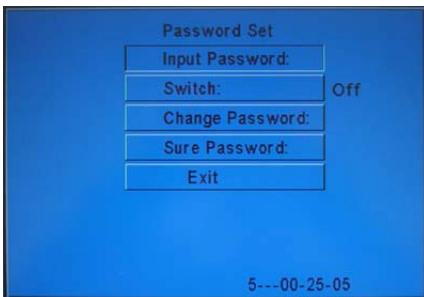 Password Set
Input Password:
Switch: Off
Change Password:
Sure Password:
Exit
5---00-25-05